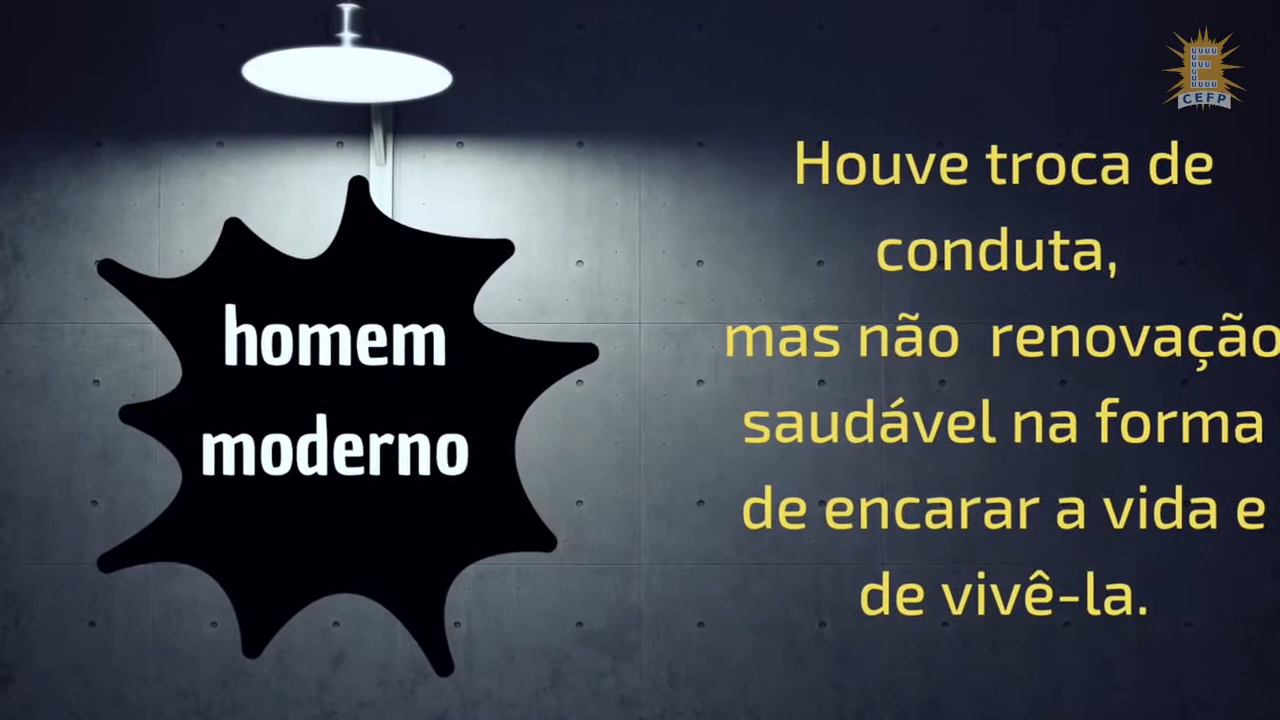 homem
moderno
Houve troca de
conduta,
mas não renovação
saudável na forma
de encarar a vida e
de vivê-la.
E
CEFP